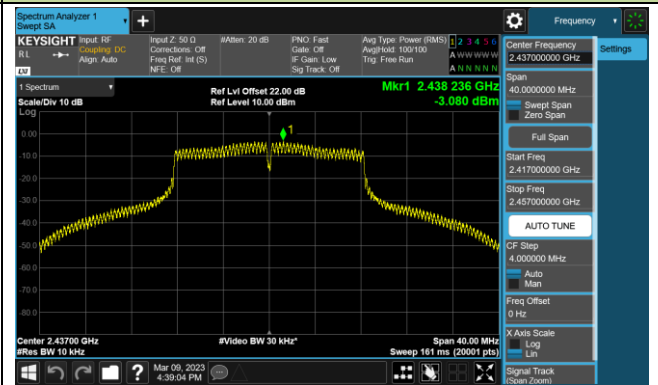 Spectrum Analyzer 1
Swept SA
+
Frequency
KEYSIGHT
RL
LXI
Input: RF
Coupling: DC
Align: Auto
Input Z: 50 Ω
Corrections: Off
Freq Ref: Int (S)
NFE: Off
#Atten: 20 dB
PNO: Fast
Gate: Off
IF Gain: Low
Sig Track: Off
Avg Type: Power (RMS)
Avg|Hold: 100/100
Trig: Free Run
1 2 3 4 5 6
A W W W W W
A N N N N N
1 Spectrum
Scale/Div 10 dB
Log
Ref Lvl Offset 22.00 dB
Ref Level 10.00 dBm
Mkr1 2.438 236 GHz
-3.080 dBm
1
0.00
-10.0
-20.0
-30.0
-40.0
-50.0
-60.0
-70.0
-80.0
Center 2.43700 GHz
#Res BW 10 kHz
#Video BW 30 kHz*
Span 40.00 MHz
Sweep 161 ms (20001 pts)
Mar 09, 2023
4:39:04 PM
Center Frequency
2.437000000 GHz
Settings
Span
40.0000000 MHz
Swept Span
Zero Span
Full Span
Start Freq
2.417000000 GHz
Stop Freq
2.457000000 GHz
AUTO TUNE
CF Step
4.000000 MHz
Auto
Man
Freq Offset
0 Hz
X Axis Scale
Log
Lin
Signal Track
(Span Zoom)